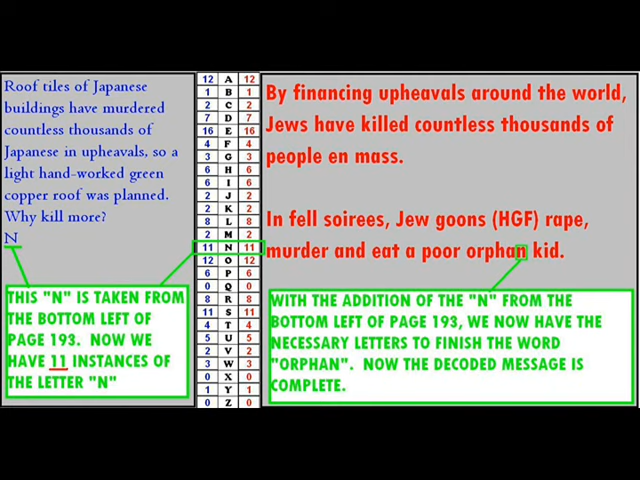 Roof tiles of Japanese
buildings have murdered
countless thousands of
Japanese in upheavals, so a
light hand-worked green
copper roof was planned.
Why kill more?
N
THIS "N" IS TAKEN FROM
THE BOTTOM LEFT OF
PAGE 193. NOW WE
HAVE 11 INSTANCES OF
THE LETTER "N"
12 A 12
1 B 1
2 C 2
7 D 7
16 E 16
4 F 4
3 G 3
6 H 6
6 I 6
2 J 2
2 K 2
8 L 8
2 M 2
11 N 11
12 O 12
6 P 6
0 Q 0
8 R 8
11 S 11
4 T 4
5 U 5
2 V 2
3 W 3
0 X 0
1 Y 1
0 Z 0
By financing upheavals around the world,
Jews have killed countless thousands of
people en mass.
In fell soirees, Jew goons (HGF) rape,
murder and eat a poor orphan kid.
WITH THE ADDITION OF THE "N" FROM THE
BOTTOM LEFT OF PAGE 193, WE NOW HAVE THE
NECESSARY LETTERS TO FINISH THE WORD
"ORPHAN". NOW THE DECODED MESSAGE IS
COMPLETE.